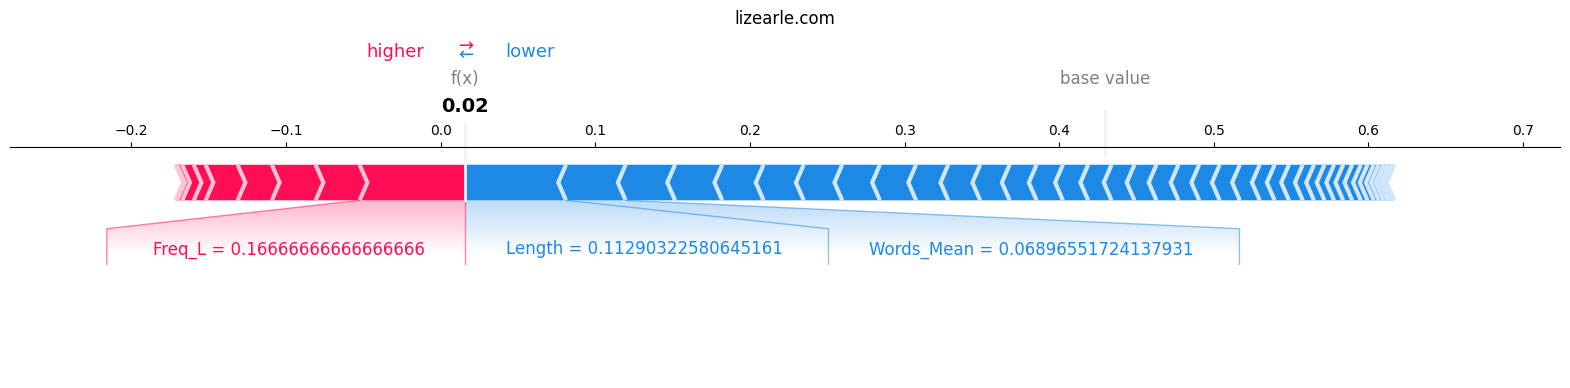 lizearle.com
higher ⇄ lower
f(x) base value
0.02
−0.2 −0.1 0.0 0.1 0.2 0.3 0.4 0.5 0.6 0.7
Freq_L = 0.16666666666666666 Length = 0.11290322580645161 Words_Mean = 0.06896551724137931